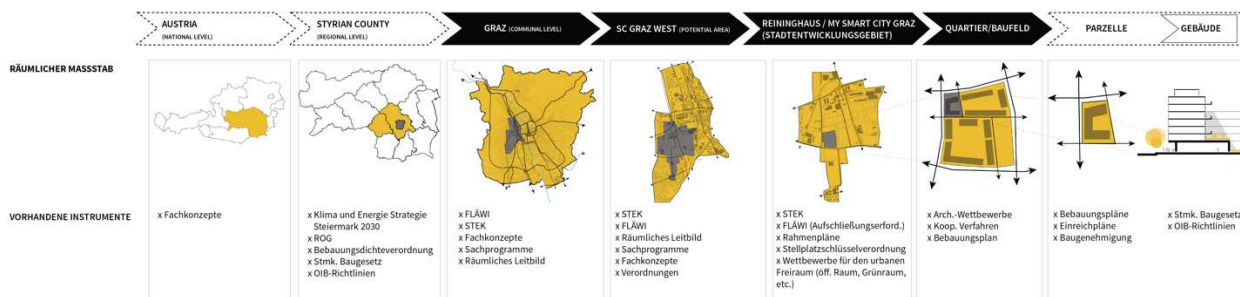 AUSTRIA
(NATIONAL LEVEL)
STYRIAN COUNTY
(REGIONAL LEVEL)
GRAZ (COMMUNAL LEVEL)
SC GRAZ WEST (POTENTIAL AREA)
REININGHAUS / MY SMART CITY GRAZ
(STADTENTWICKLUNGSGEBIET)
QUARTIER/BAUFELD
PARZELLE
GEBÄUDE
RÄUMLICHER MASSSTAB
VORHANDENE INSTRUMENTE
x Fachkonzepte
x Klima und Energie Strategie
Steiermark 2030
x ROG
x Bebauungsdichteverordnung
x Stmk. Baugesetz
x OIB-Richtlinien
x FLÄWI
x STEK
x Fachkonzepte
x Sachprogramme
x Räumliches Leitbild
x STEK
x FLÄWI
x Räumliches Leitbild
x Sachprogramme
x Fachkonzepte
x Verordnungen
x STEK
x FLÄWI (Aufschließungserford.)
x Rahmenpläne
x Stellplatzschlüsselverordnung
x Wettbewerbe für den urbanen
Freiraum (öff. Raum, Grünraum,
etc.)
x Arch.-Wettbewerbe
x Koop. Verfahren
x Bebauungsplan
x Bebauungspläne
x Einreichpläne
x Baugenehmigung
x Stmk. Baugesetz
x OIB-Richtlinien